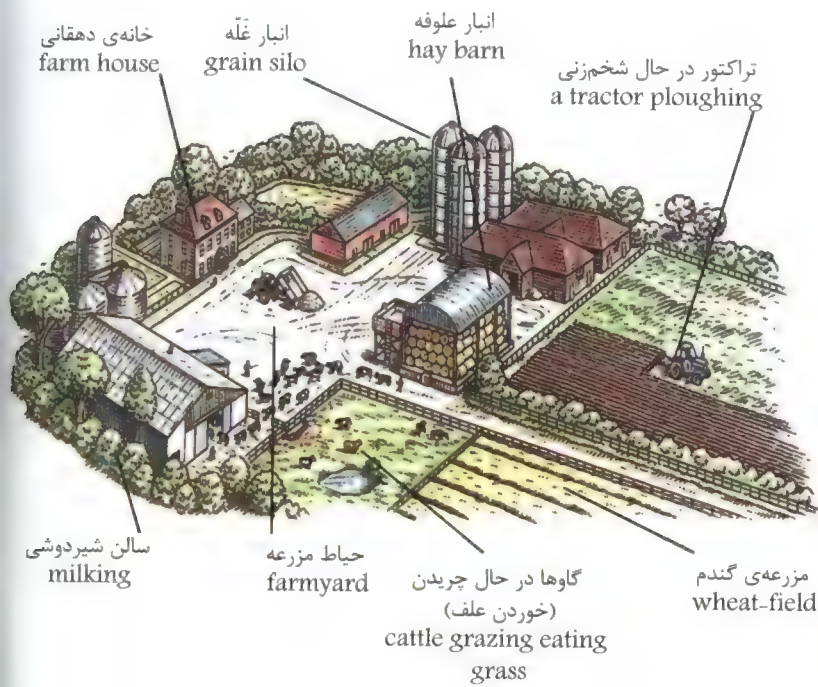 خانه‌ی دهقانی
farm house
انبار غَلّه
grain silo
انبار علوفه
hay barn
تراکتور در حال شخم‌زنی
a tractor ploughing
سالن شیردوشی
milking
حیاط مزرعه
farmyard
گاوها در حال چریدن
(خوردن علف)
cattle grazing eating
grass
مزرعه‌ی گندم
wheat-field